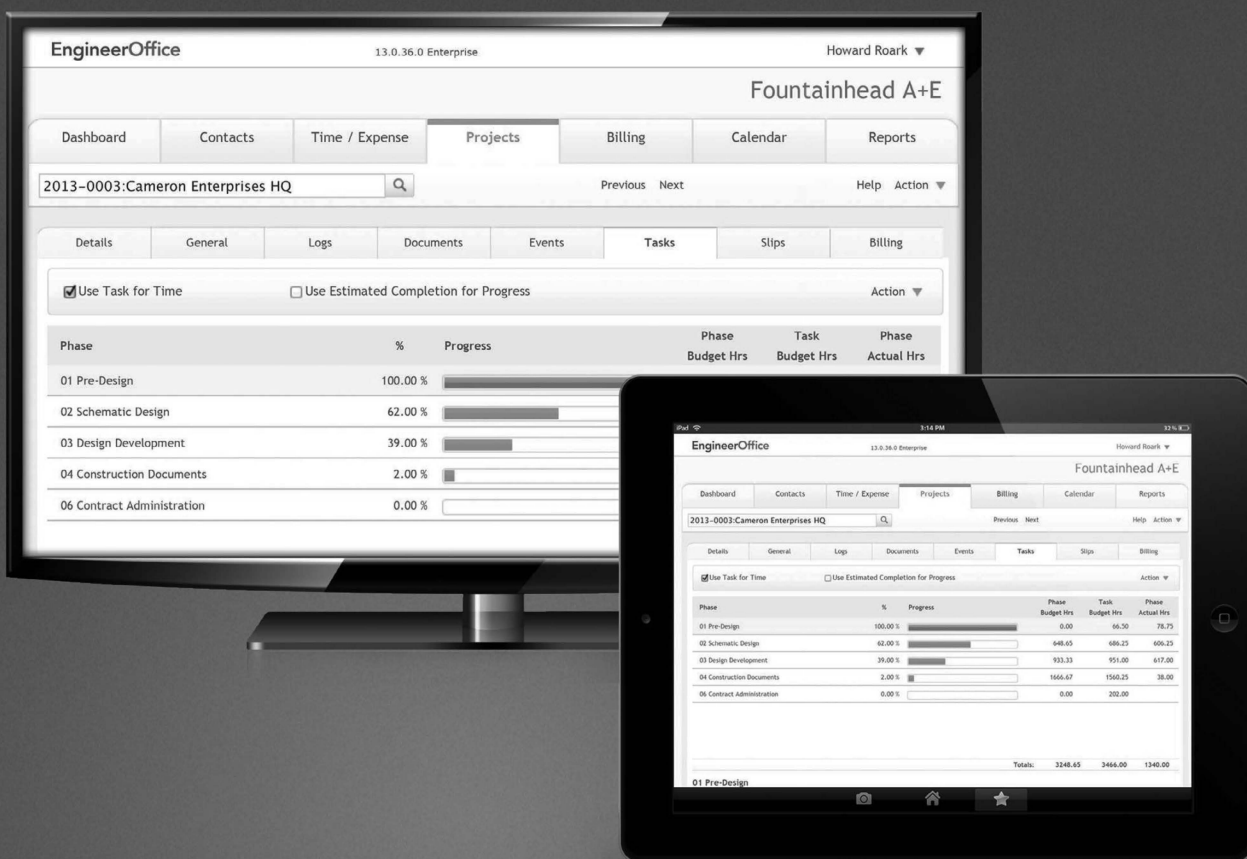 EngineerOffice 13.0.36.0 Enterprise Howard Roark
Fountainhead A+E
Dashboard Contacts Time / Expense Projects Billing Calendar Reports
2013-0003:Cameron Enterprises HQ Previous Next Help Action
Details General Logs Documents Events Tasks Slips Billing
Use Task for Time Use Estimated Completion for Progress Action
Phase % Progress Phase Budget Hrs Task Budget Hrs Phase Actual Hrs
01 Pre-Design 100.00 %
02 Schematic Design 62.00 %
03 Design Development 39.00 %
04 Construction Documents 2.00 %
06 Contract Administration 0.00 %
iPad 3:14 PM 32%
EngineerOffice 13.0.36.0 Enterprise Howard Roark
Fountainhead A+E
Dashboard Contacts Time / Expense Projects Billing Calendar Reports
2013-0003:Cameron Enterprises HQ Previous Next Help Action
Details General Logs Documents Events Tasks Slips Billing
Use Task for Time Use Estimated Completion for Progress Action
Phase % Progress Phase Budget Hrs Task Budget Hrs Phase Actual Hrs
01 Pre-Design 100.00 % 0.00 66.50 78.75
02 Schematic Design 62.00 % 648.65 686.25 606.25
03 Design Development 39.00 % 933.33 951.00 617.00
04 Construction Documents 2.00 % 1666.67 1560.25 38.00
06 Contract Administration 0.00 % 0.00 202.00
Totals: 3248.65 3466.00 1340.00
01 Pre-Design